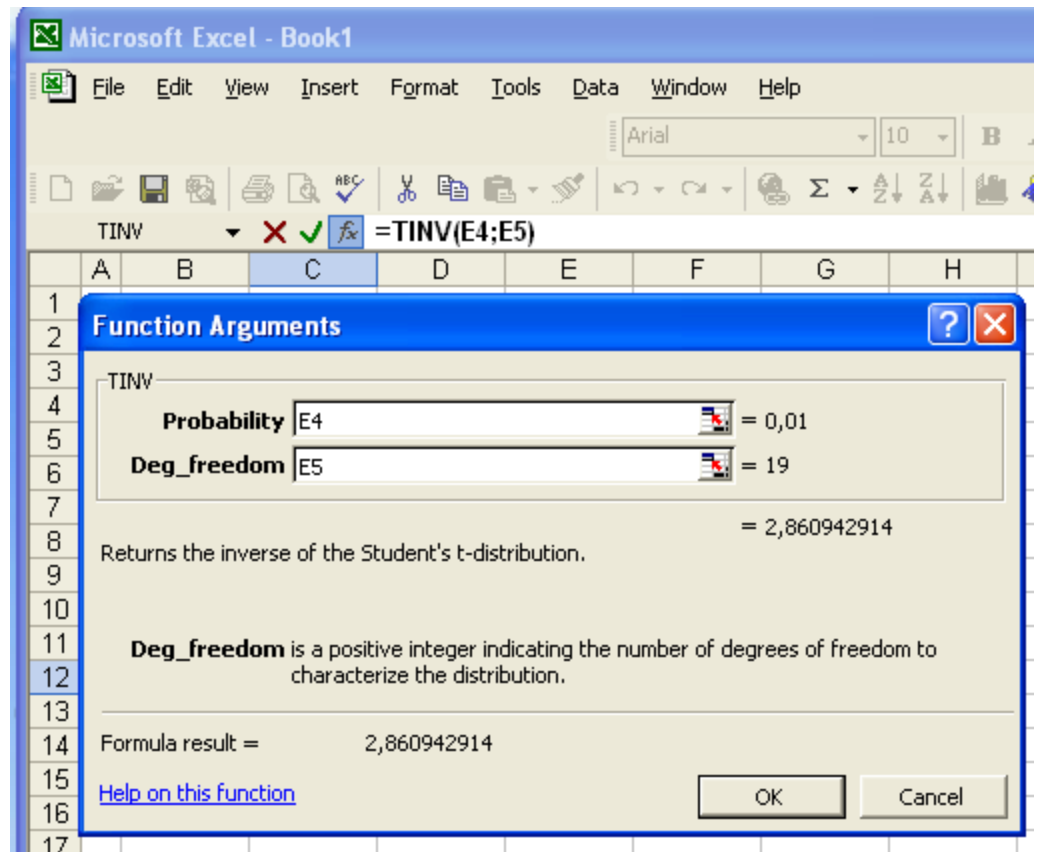 Microsoft Excel - Book1
File Edit View Insert Format Tools Data Window Help
Arial 10 B
ABC Σ A Z Z A
TINV fx =TINV(E4;E5)
A B C D E F G H
1
2 Function Arguments ?
3 TINV
4 Probability E4 = 0,01
5
6 Deg_freedom E5 = 19
7
8 = 2,860942914
Returns the inverse of the Student's t-distribution.
9
10
11 Deg_freedom is a positive integer indicating the number of degrees of freedom to
12 characterize the distribution.
13
14 Formula result = 2,860942914
15 Help on this function OK Cancel
16
17